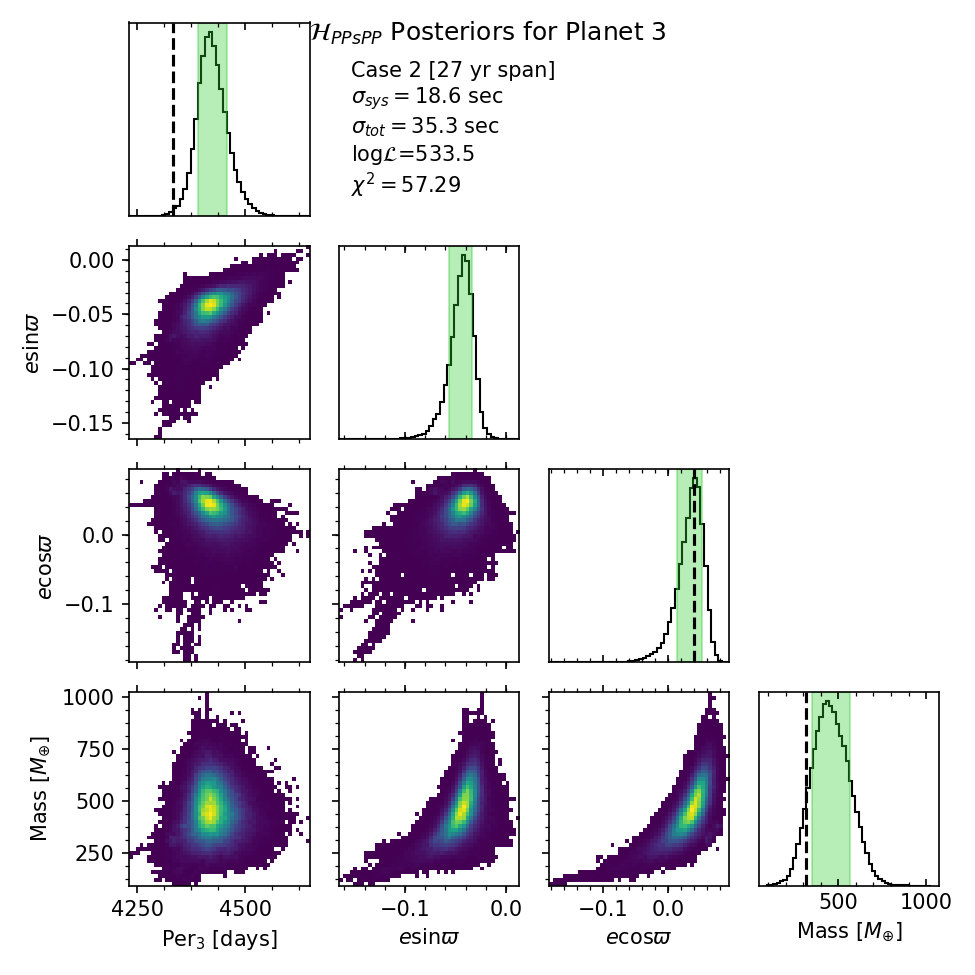 ℋ_PPsPP Posteriors for Planet 3
Case 2 [27 yr span]
σ_sys = 18.6 sec
σ_tot = 35.3 sec
logℒ=533.5
χ² = 57.29
0.00
−0.05
−0.10
−0.15
esinϖ
0.0
−0.1
ecosϖ
1000
750
500
250
Mass [M⊕]
4250 4500
Per₃ [days]
−0.1 0.0
esinϖ
−0.1 0.0
ecosϖ
500 1000
Mass [M⊕]